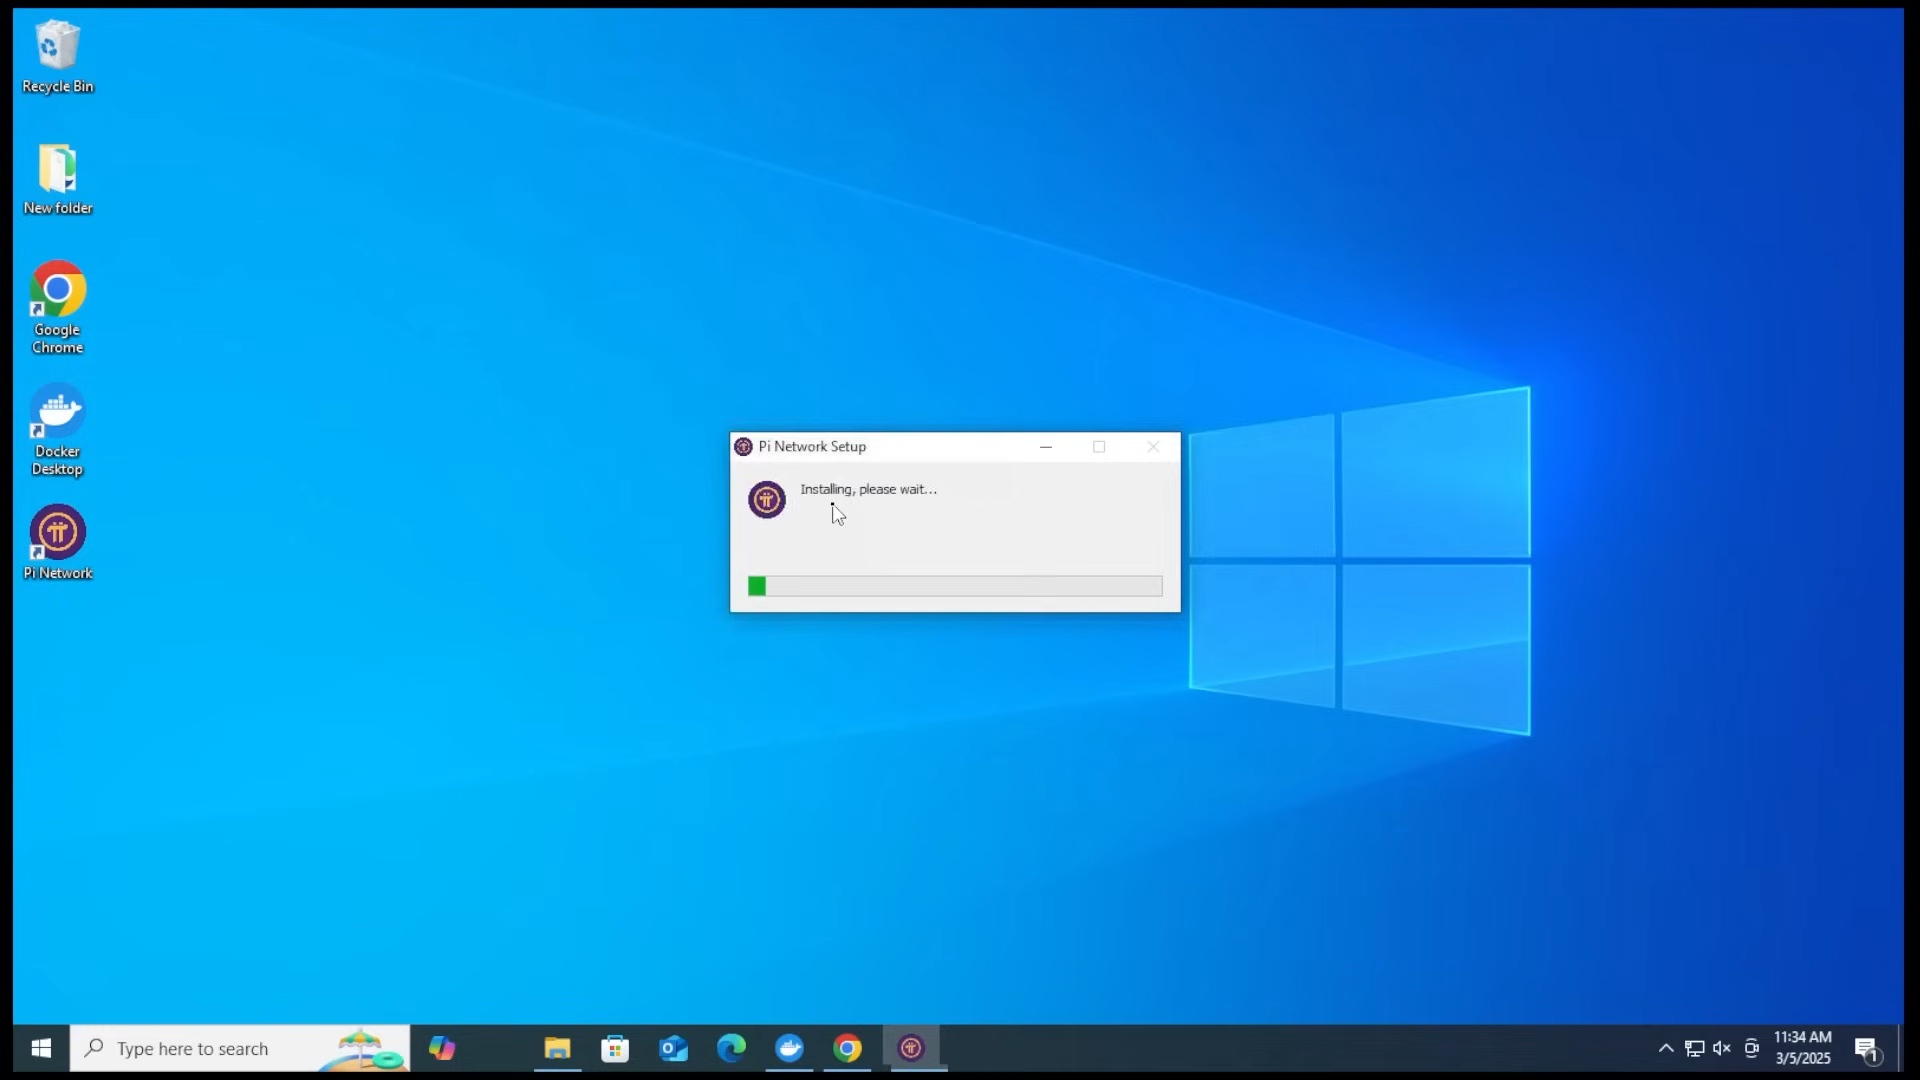 Recycle Bin
New folder
Google
Chrome
Docker
Desktop
Pi Network
Pi Network Setup
Installing, please wait...
Type here to search
11:34 AM
3/5/2025
1